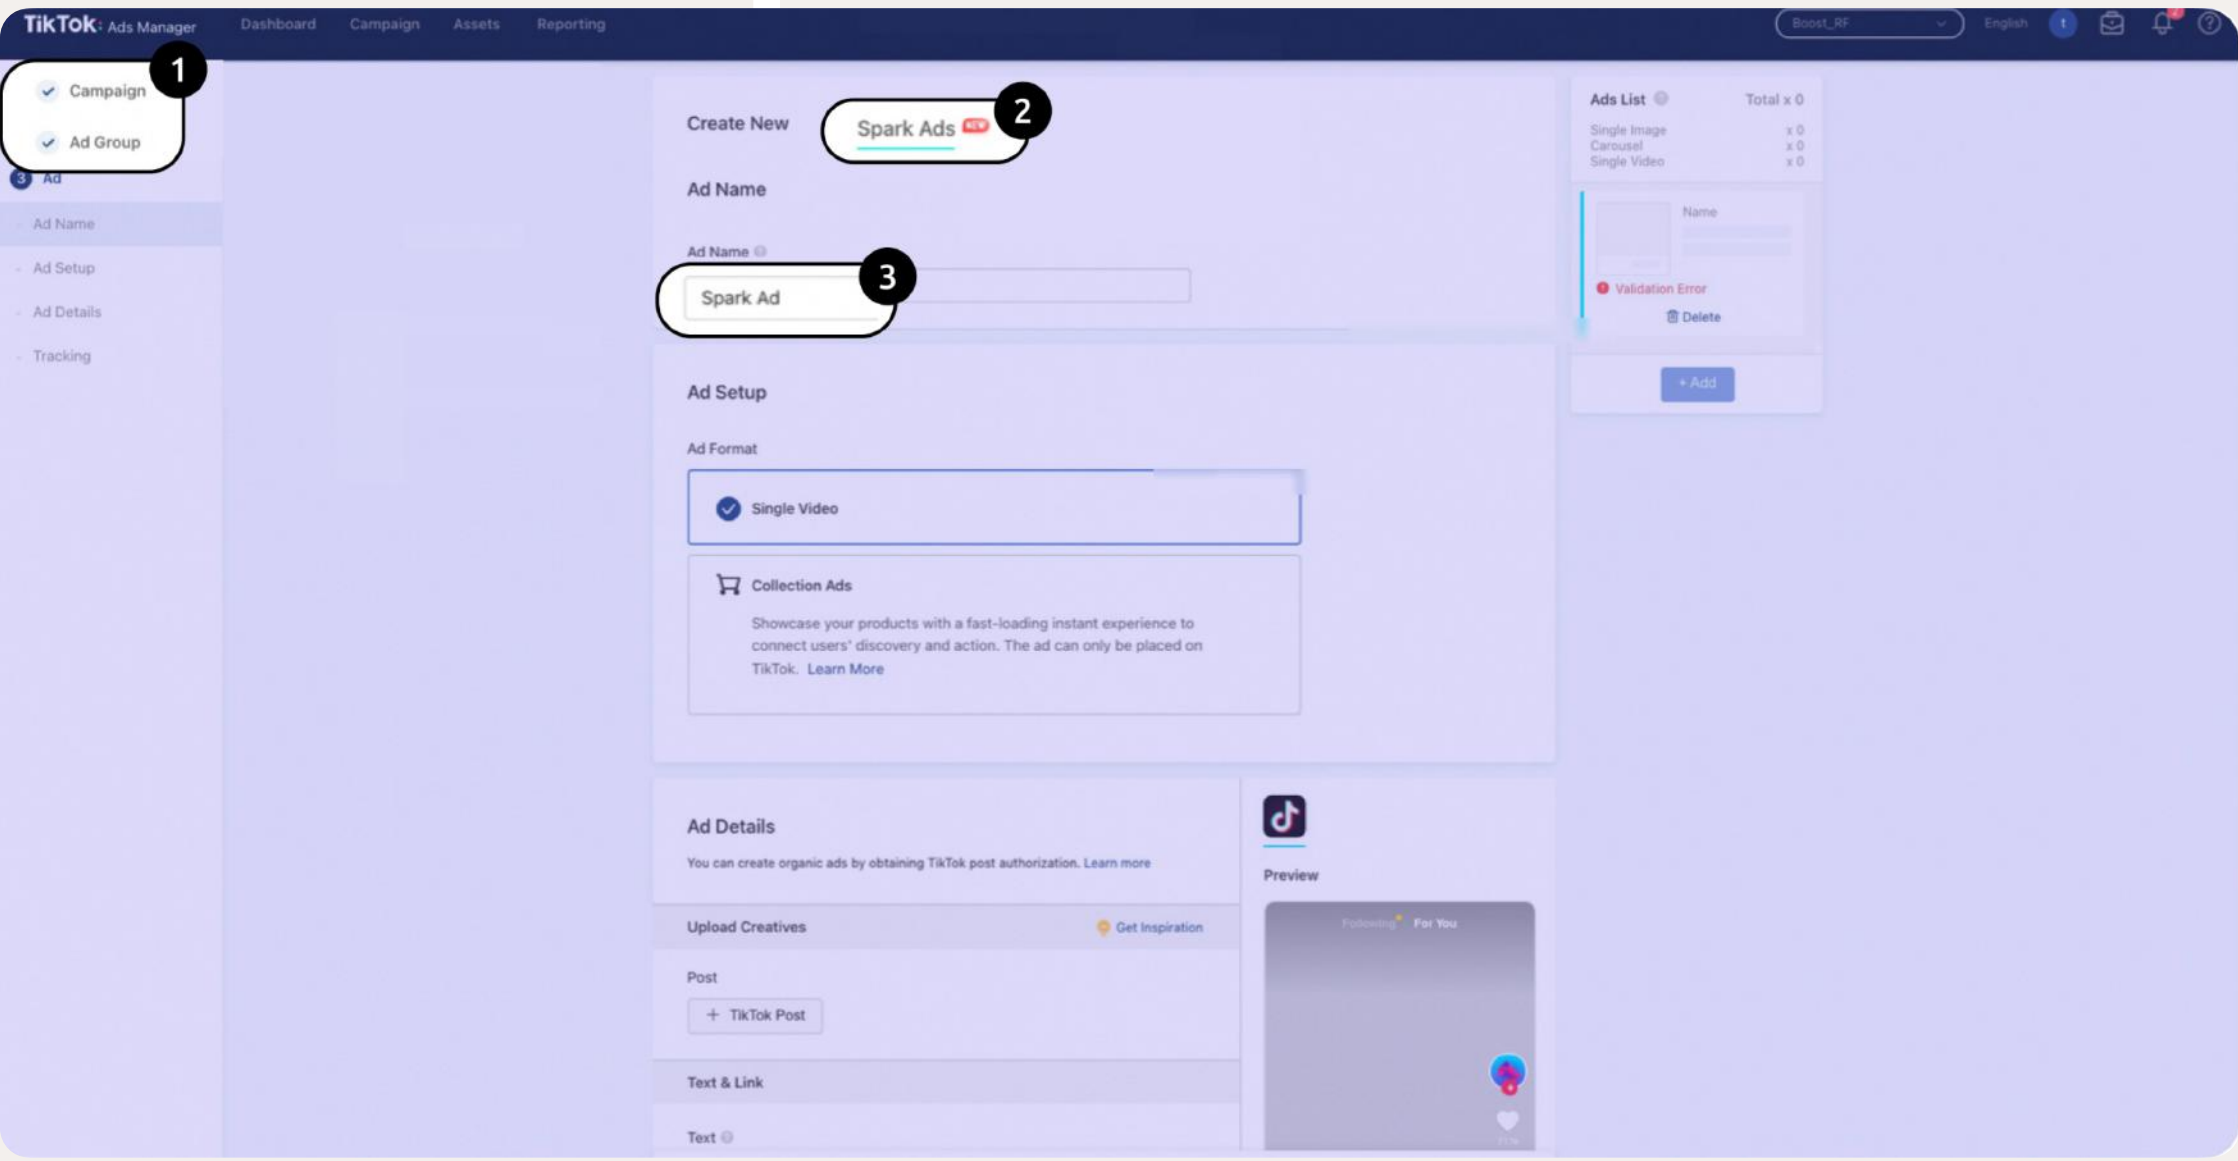 TikTok: Ads Manager
Dashboard
Campaign
Assets
Reporting
Boost_RF
English
t
1
Campaign
Ad Group
3 Ad
- Ad Name
- Ad Setup
- Ad Details
- Tracking
Create New
Spark Ads NEW
2
Ad Name
Ad Name
Spark Ad
3
Ad Setup
Ad Format
Single Video
Collection Ads
Showcase your products with a fast-loading instant experience to
connect users' discovery and action. The ad can only be placed on
TikTok. Learn More
Ad Details
You can create organic ads by obtaining TikTok post authorization. Learn more
Upload Creatives
Get Inspiration
Post
+ TikTok Post
Text & Link
Text
Preview
Following For You
Ads List
Total x 0
Single Image x 0
Carousel x 0
Single Video x 0
Name
Validation Error
Delete
+ Add